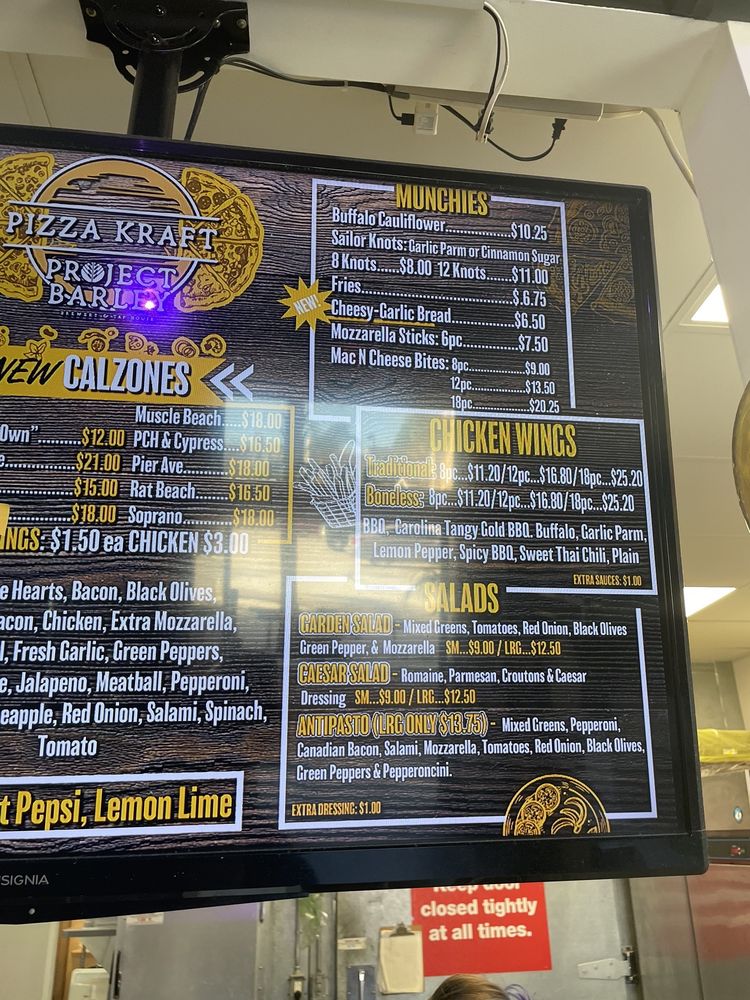 PIZZA KRAFT
PROJECT
BARLEY
NEW CALZONES
Own"..........$12.00
e...............$21.00
...............$15.00
...............$18.00
Muscle Beach.....$18.00
PCH & Cypress....$16.50
Pier Ave..........$18.00
Rat Beach.......$16.50
Soprano..........$18.00
NGS: $1.50 ea CHICKEN $3.00
e Hearts, Bacon, Black Olives,
acon, Chicken, Extra Mozzarella,
l, Fresh Garlic, Green Peppers,
e, Jalapeno, Meatball, Pepperoni,
eapple, Red Onion, Salami, Spinach,
Tomato
t Pepsi, Lemon Lime
MUNCHIES
Buffalo Cauliflower...............$10.25
Sailor Knots: Garlic Parm or Cinnamon Sugar
8 Knots.....$8.00 12 Knots......$11.00
Fries...................................$.6.75
NEW!
Cheesy-Garlic Bread..............$6.50
Mozzarella Sticks: 6pc............$7.50
Mac N Cheese Bites: 8pc..............$9.00
12pc..............$13.50
18pc..............$20.25
CHICKEN WINGS
Traditional: 8pc...$11.20/12pc...$16.80/18pc...$25.20
Boneless: 8pc...$11.20/12pc...$16.80/18pc...$25.20
BBQ, Carolina Tangy Gold BBQ. Buffalo, Garlic Parm,
Lemon Pepper, Spicy BBQ, Sweet Thai Chili, Plain
EXTRA SAUCES: $1.00
SALADS
GARDEN SALAD - Mixed Greens, Tomatoes, Red Onion, Black Olives
Green Pepper, & Mozzarella SM...$9.00 / LRG...$12.50
CAESAR SALAD - Romaine, Parmesan, Croutons & Caesar
Dressing SM...$9.00 / LRG...$12.50
ANTIPASTO (LRG ONLY $13.75) - Mixed Greens, Pepperoni,
Canadian Bacon, Salami, Mozzarella, Tomatoes, Red Onion, Black Olives,
Green Peppers & Pepperoncini.
EXTRA DRESSING: $1.00
INSIGNIA
Keep door
closed tightly
at all times.